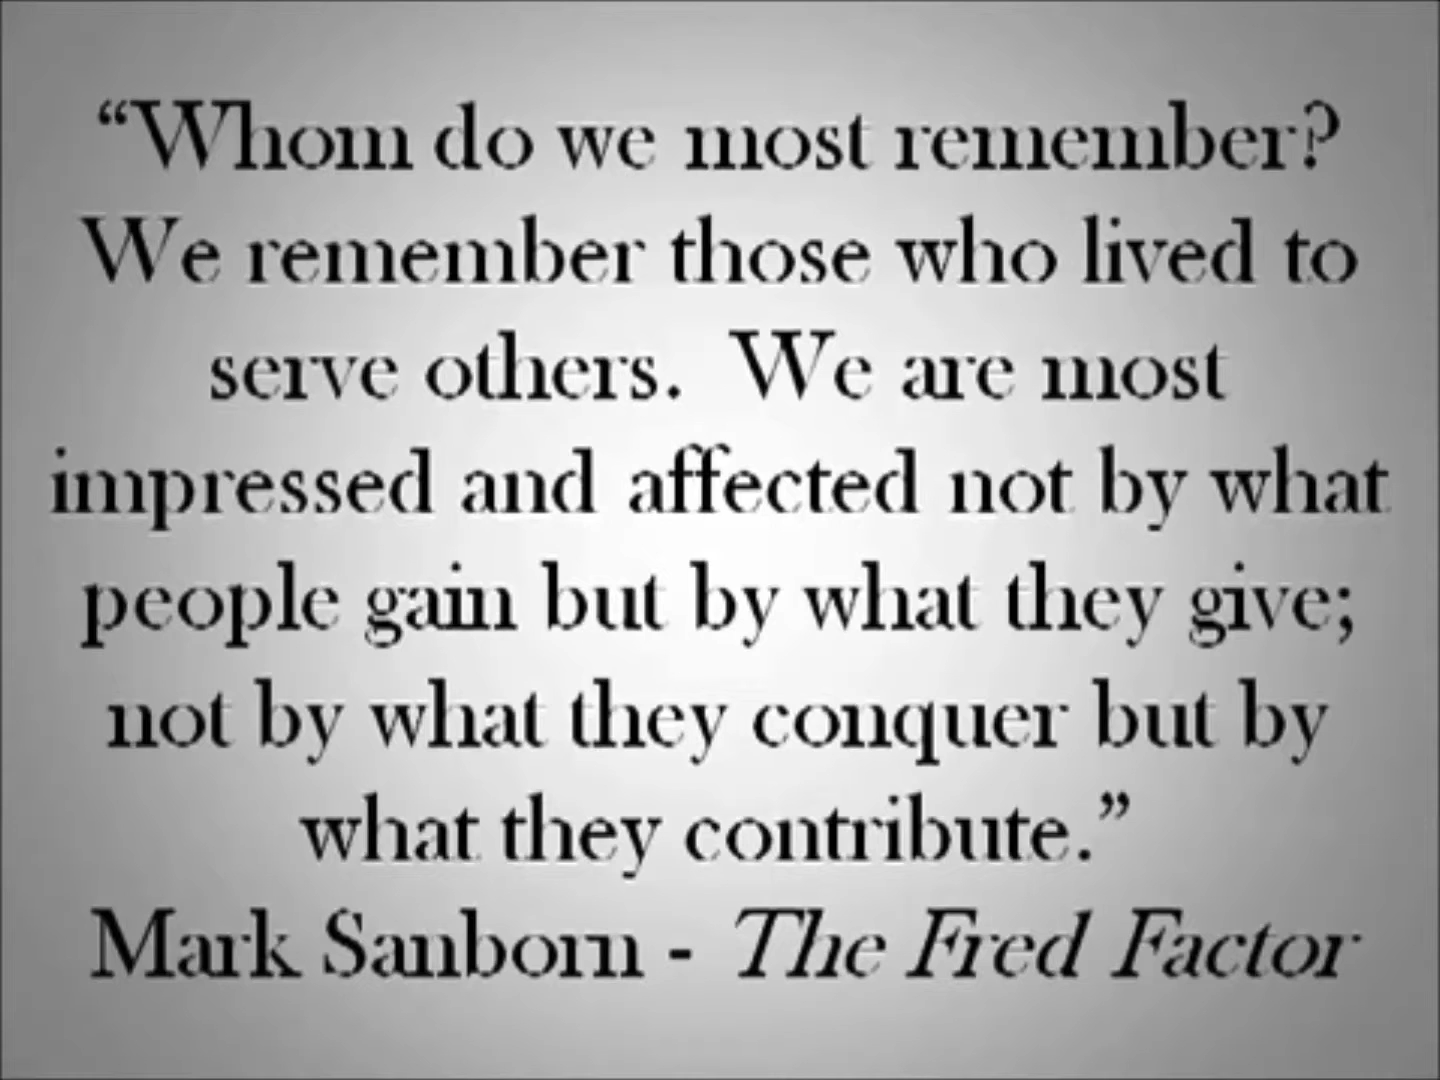 “Whom do we most remember?
We remember those who lived to
serve others.  We are most
impressed and affected not by what
people gain but by what they give;
not by what they conquer but by
what they contribute.”
Mark Sanborn - The Fred Factor